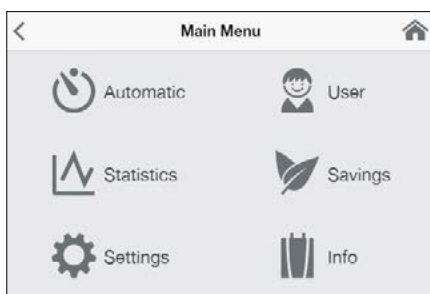 Main Menu
Automatic User
Statistics Savings
Settings Info